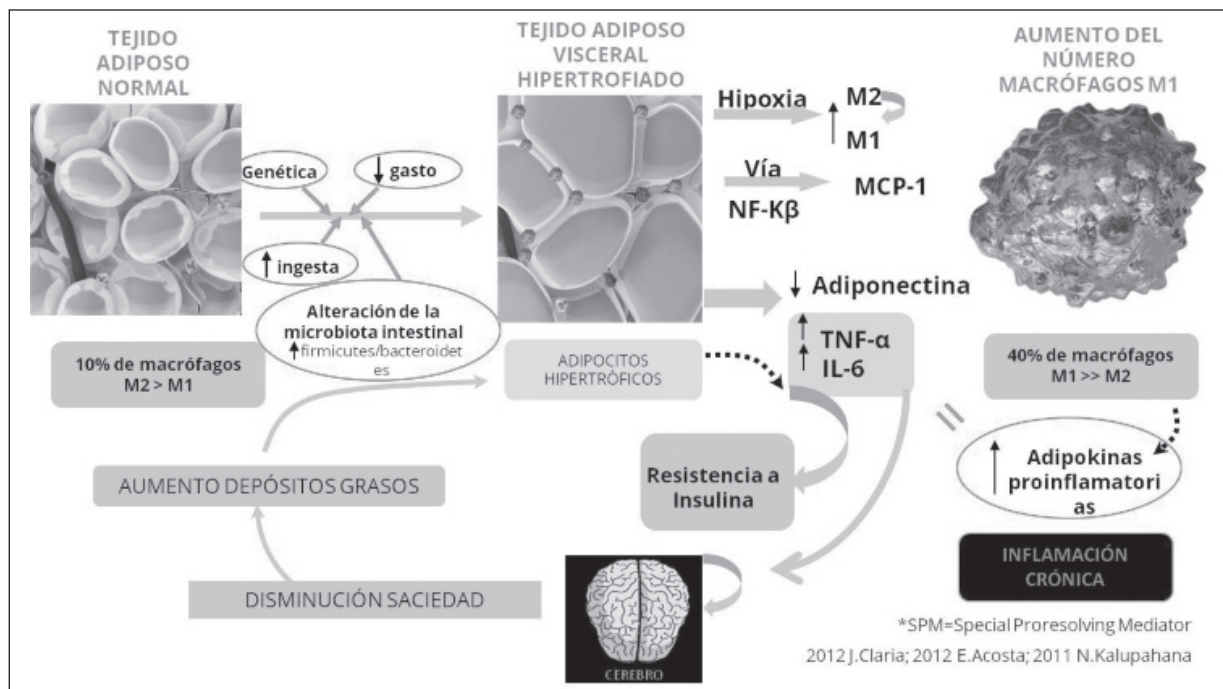 TEJIDO
ADIPOSO
NORMAL
TEJIDO ADIPOSO
VISCERAL
HIPERTROFIADO
AUMENTO DEL
NÚMERO
MACRÓFAGOS M1
Genética
gasto
ingesta
Alteración de la
microbiota intestinal
firmicutes/bacteroidet
es
10% de macrófagos
M2 > M1
ADIPOCITOS
HIPERTRÓFICOS
Hipoxia
M2
M1
Vía
NF-Kβ
MCP-1
Adiponectina
TNF-α
IL-6
40% de macrófagos
M1 >> M2
Adipokinas
proinflamatori
as
INFLAMACIÓN
CRÓNICA
Resistencia a
Insulina
AUMENTO DEPÓSITOS GRASOS
DISMINUCIÓN SACIEDAD
CEREBRO
*SPM=Special Proresolving Mediator
2012 J.Claria; 2012 E.Acosta; 2011 N.Kalupahana